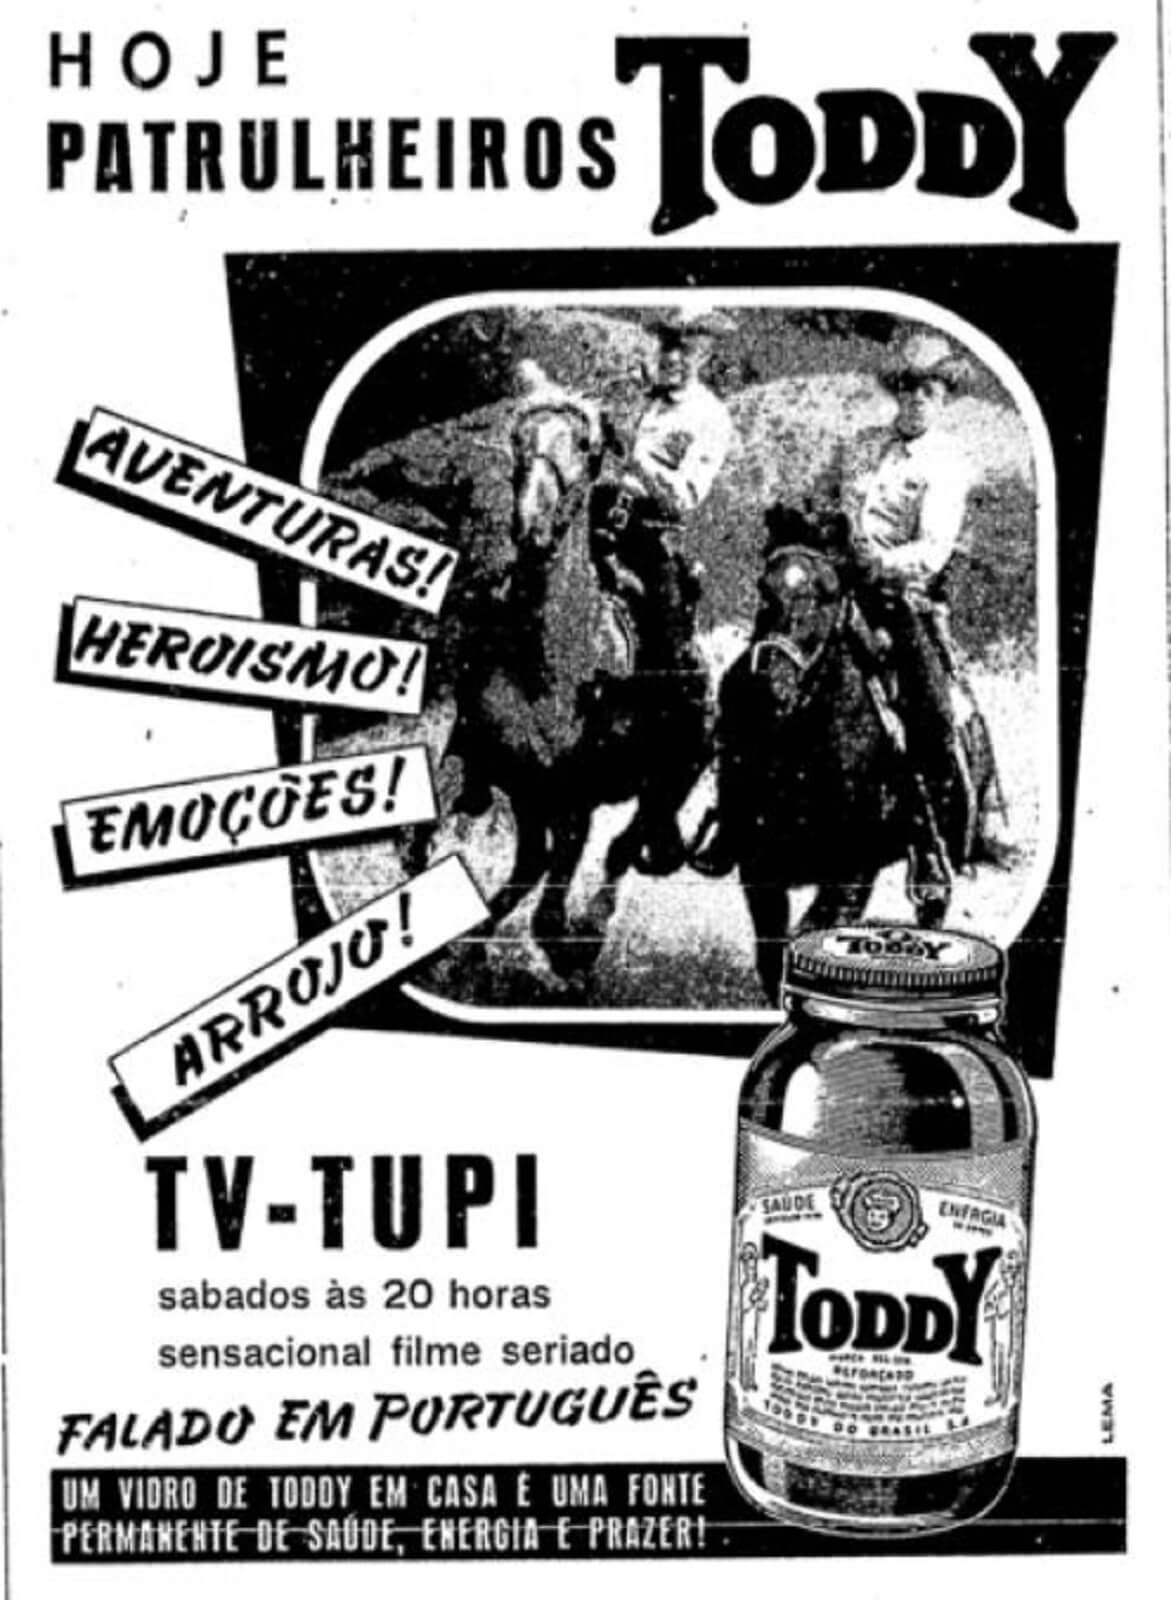 HOJE
PATRULHEIROS TODDY
AVENTURAS!
HEROISMO!
EMOÇÕES!
ARROJO!
TODDY
TV-TUPI
sabados às 20 horas
sensacional filme seriado
FALADO EM PORTUGUÊS
SAÚDE
ENERGIA
TODDY
REFORÇADO
TODDY DO BRASIL S.A
LEMA
UM VIDRO DE TODDY EM CASA É UMA FONTE
PERMANENTE DE SAÚDE, ENERGIA E PRAZER!